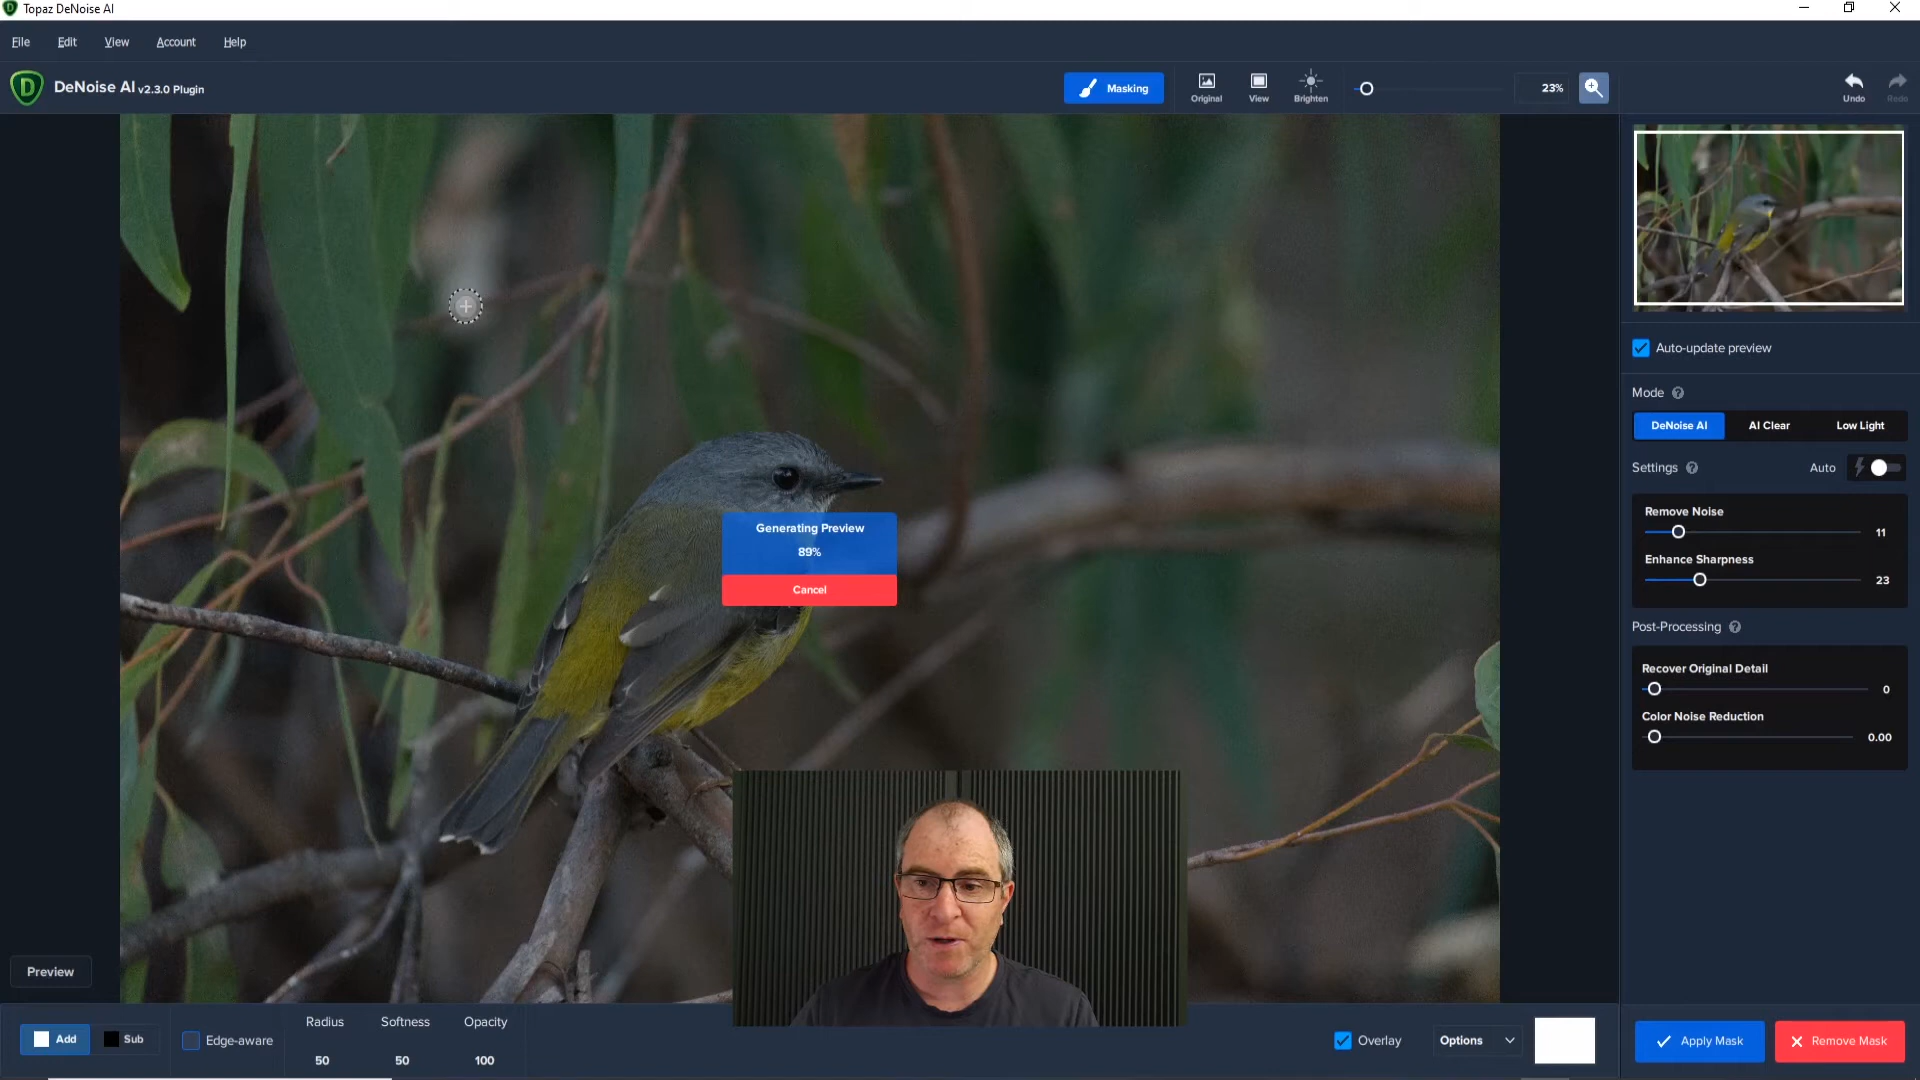 Topaz DeNoise AI
File Edit View Account Help
DeNoise AI v2.3.0 Plugin
Masking
Original
View
Brighten
23%
Undo
Redo
Auto-update preview
Mode
DeNoise AI AI Clear Low Light
Settings Auto
Remove Noise
11
Enhance Sharpness
23
Post-Processing
Recover Original Detail
0
Color Noise Reduction
0.00
Generating Preview
89%
Cancel
Preview
Add Sub
Edge-aware
Radius Softness Opacity
50 50 100
Overlay
Options
Apply Mask
Remove Mask